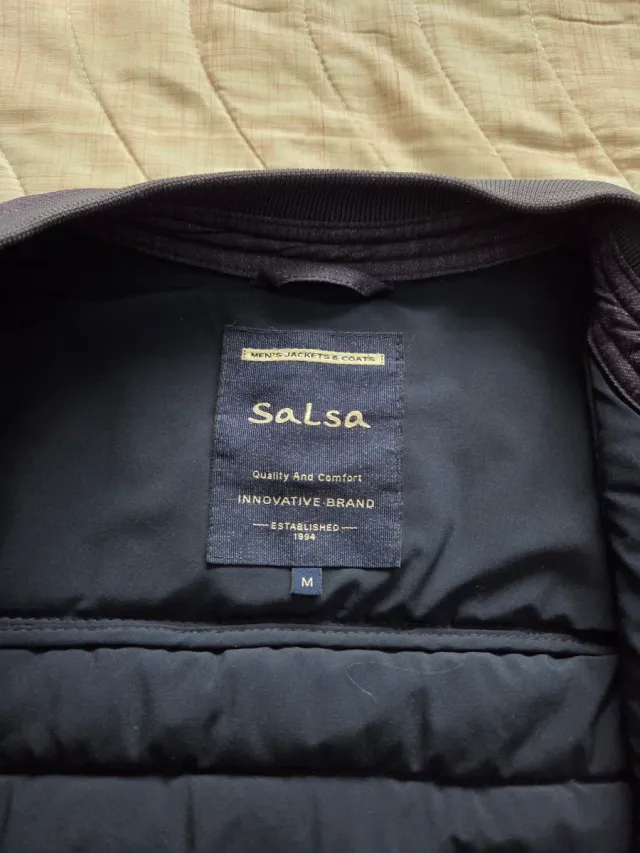 MEN'S JACKETS & COATS
SaLsa
Quality And Comfort
INNOVATIVE BRAND
ESTABLISHED
1994
M